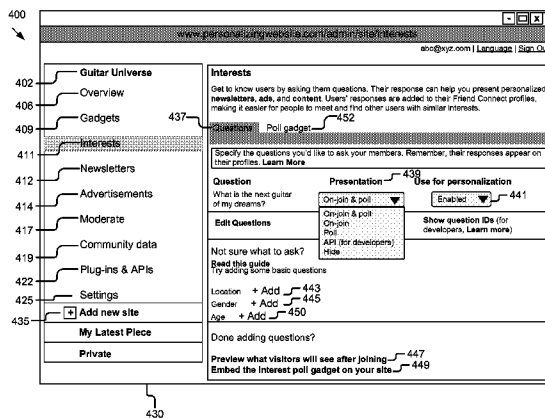 400
www.personalizingwebsite.com/admin/site/interests
abc@xyz.com | Language | Sign Ou
402
Guitar Universe
406
Overview
409
Gadgets
411
Interests
412
Newsletters
414
Advertisements
417
Moderate
419
Community data
422
Plug-ins & APIs
425
Settings
435
+ Add new site
My Latest Piece
Private
430
Interests
Get to know users by asking them questions. Their response can help you present personalized
newsletters, ads, and content. Users' responses are added to their Friend Connect profiles,
making it easier for people to meet and find other users with similar interests.
437
Questions
Poll gadget
452
Specify the questions you'd like to ask your members. Remember, their responses appear on
their profiles. Learn More
439
Question Presentation Use for personalization
What is the next guitar
of my dreams?
On-join & poll
Enabled
441
On-join & poll
On-join
Poll
API (for developers)
Hide
Edit Questions
Show question IDs (for
developers, Learn more)
Not sure what to ask?
Read this guide
Try adding some basic questions
Location + Add 443
Gender + Add 445
Age + Add 450
Done adding questions?
Preview what visitors will see after joining 447
Embed the interest poll gadget on your site 449